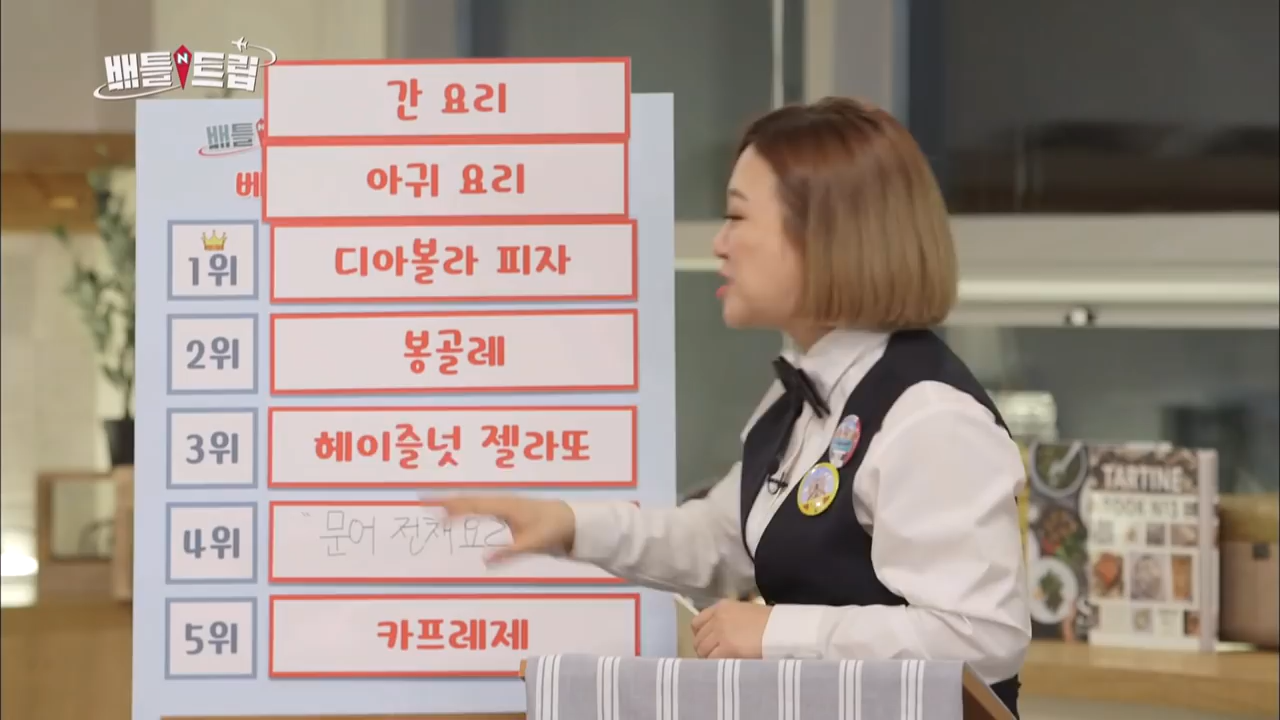 배틀트립
간 요리
배틀
아귀 요리
베
1위 디아볼라 피자
2위 봉골레
3위 헤이즐넛 젤라또
4위 문어 전채요리
5위 카프레제
TARTINE